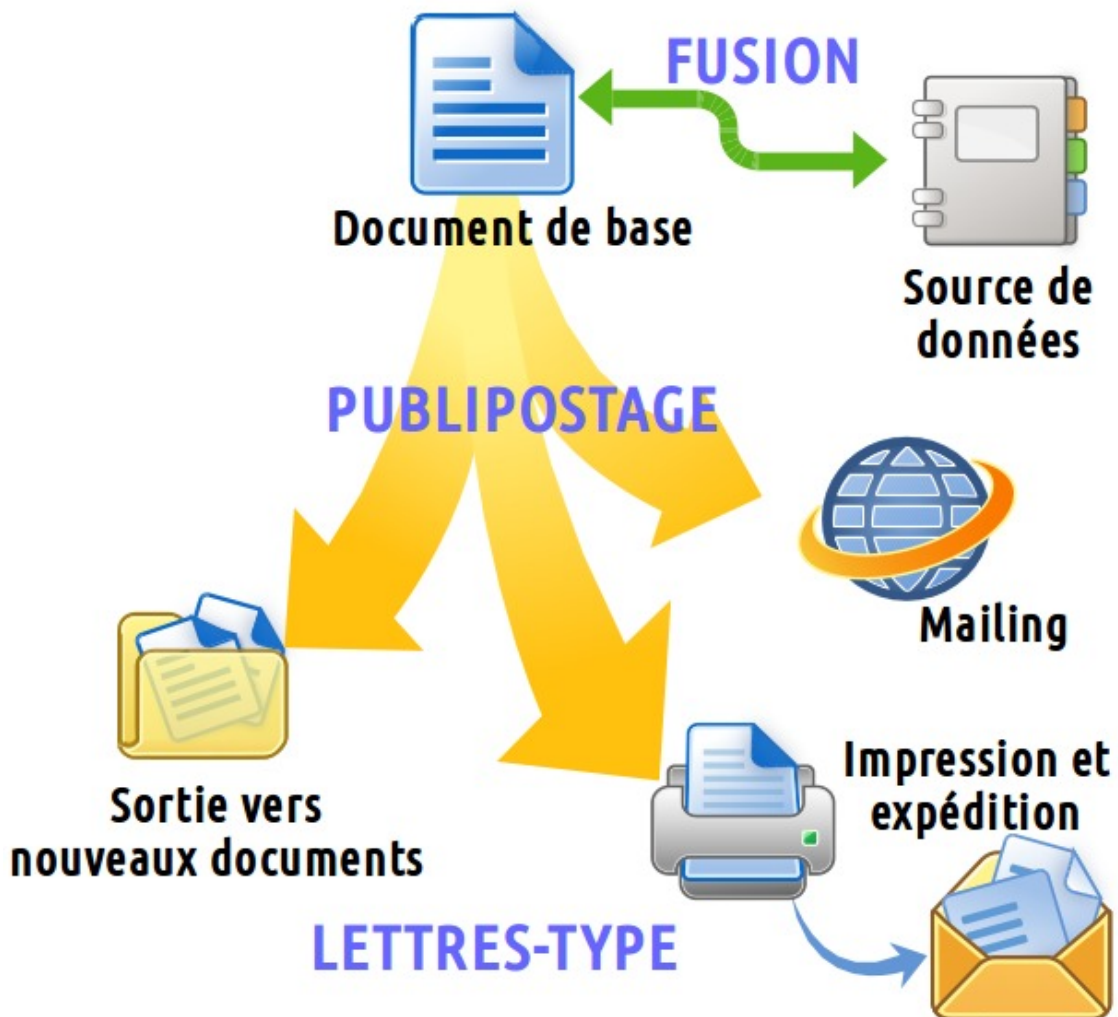 FUSION
Document de base
Source de
données
PUBLIPOSTAGE
Mailing
Sortie vers
nouveaux documents
Impression et
expédition
LETTRES-TYPE